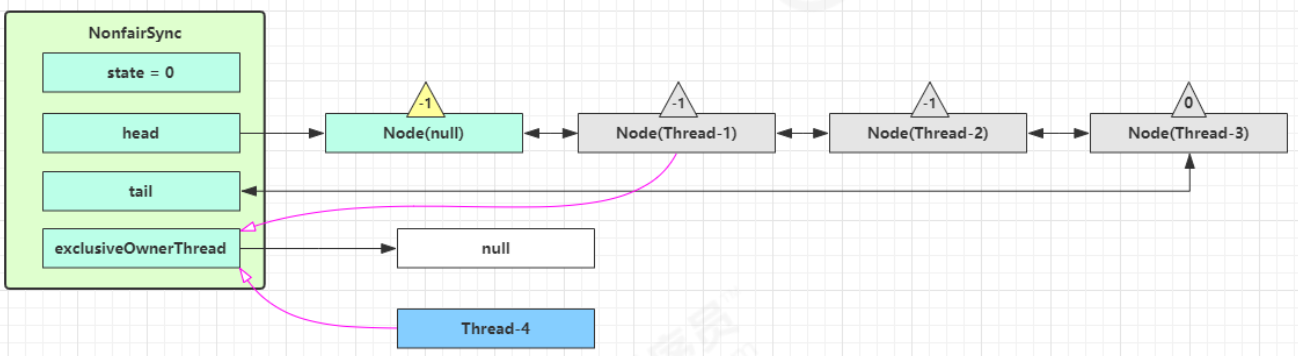 NonfairSync
state = 0
head
tail
exclusiveOwnerThread
-1
Node(null)
-1
Node(Thread-1)
-1
Node(Thread-2)
0
Node(Thread-3)
null
Thread-4